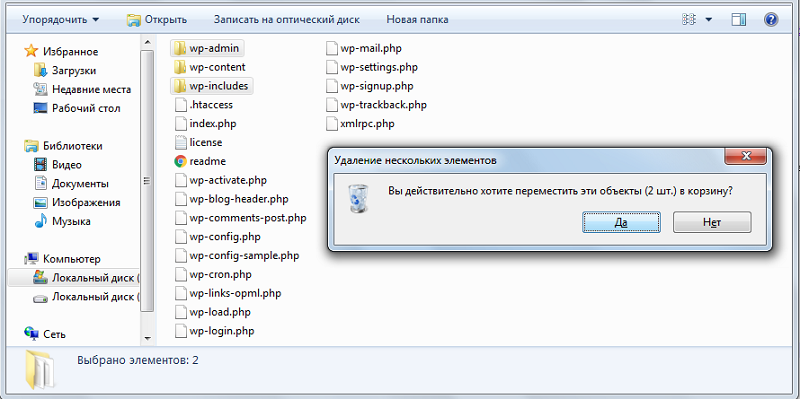 Упорядочить
Открыть
Записать на оптический диск
Новая папка
Избранное
Загрузки
Недавние места
Рабочий стол
Библиотеки
Видео
Документы
Изображения
Музыка
Компьютер
Локальный диск (
Локальный диск (
Сеть
wp-admin
wp-content
wp-includes
.htaccess
index.php
license
readme
wp-activate.php
wp-blog-header.php
wp-comments-post.php
wp-config.php
wp-config-sample.php
wp-cron.php
wp-links-opml.php
wp-load.php
wp-login.php
wp-mail.php
wp-settings.php
wp-signup.php
wp-trackback.php
xmlrpc.php
Удаление нескольких элементов
Вы действительно хотите переместить эти объекты (2 шт.) в корзину?
Да
Нет
Выбрано элементов: 2